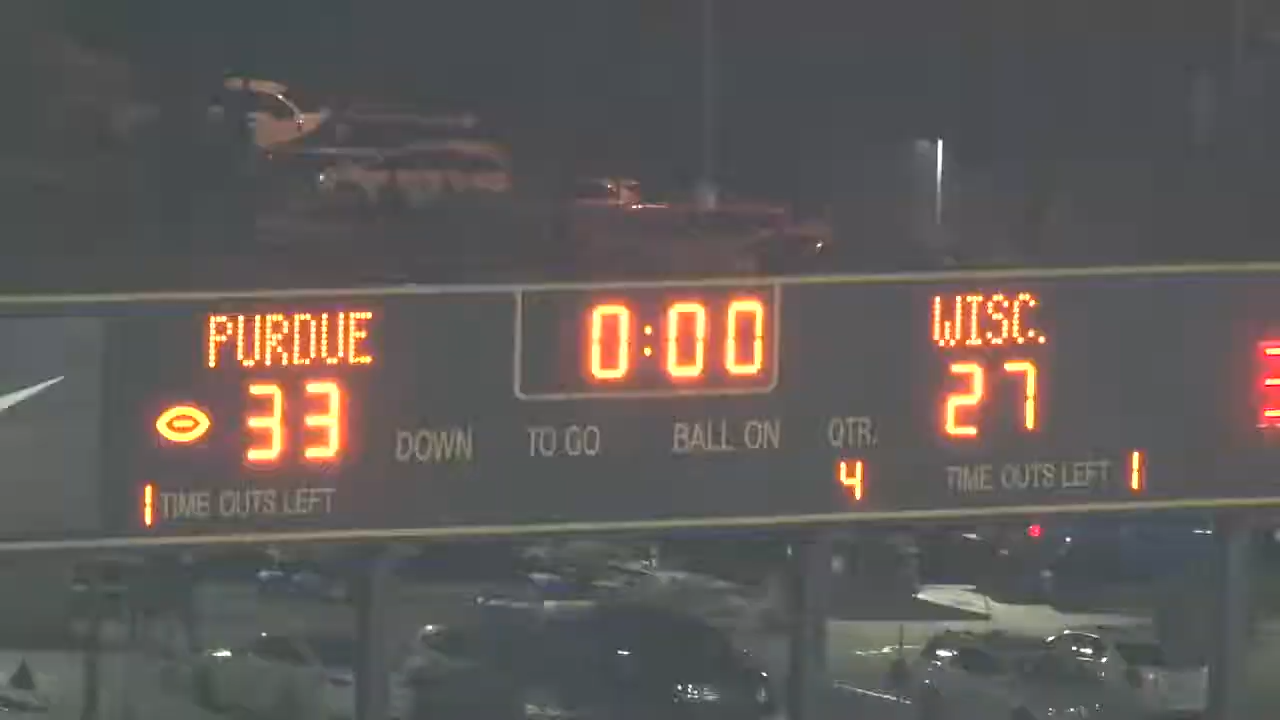 PURDUE
0:00
WISC.
33
27
DOWN
TO GO
BALL ON
QTR.
4
1 TIME OUTS LEFT
TIME OUTS LEFT 1